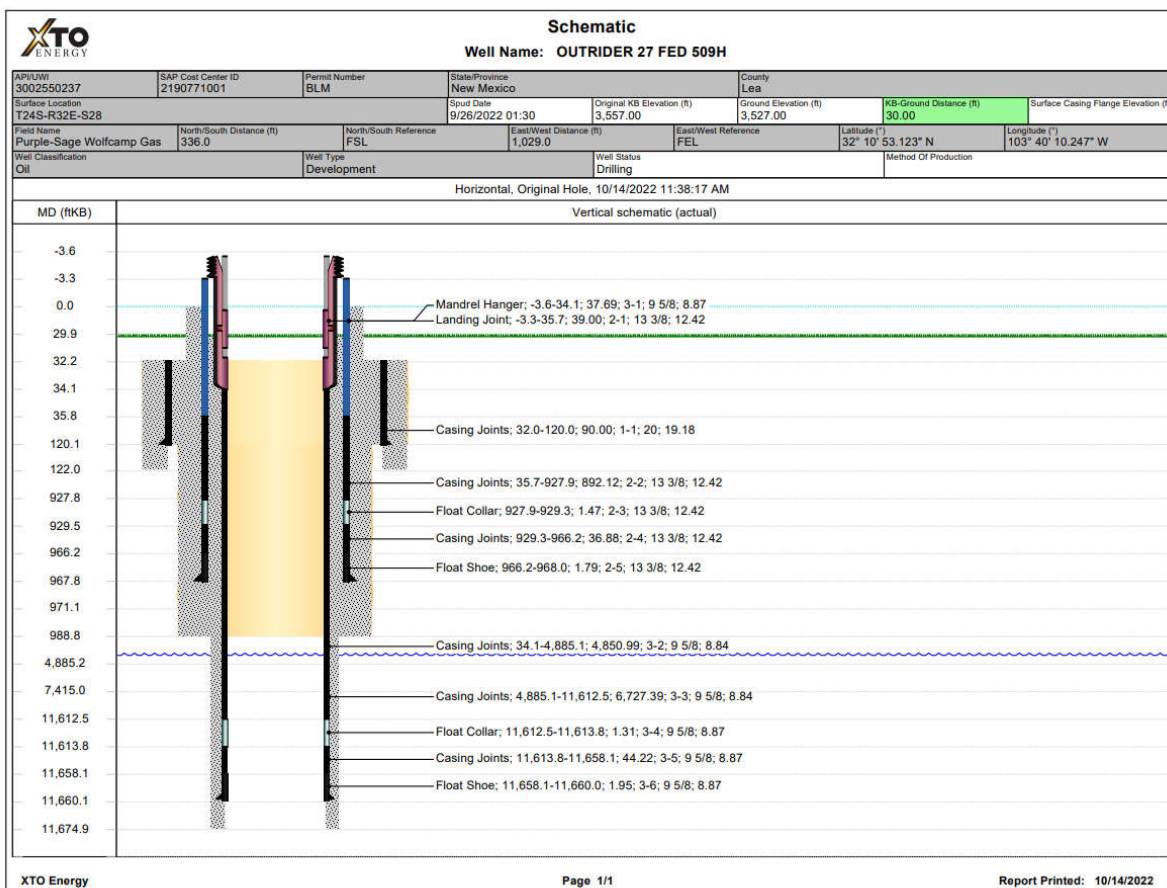 XTO
ENERGY
Schematic
Well Name: OUTRIDER 27 FED 509H
API/UWI SAP Cost Center ID Permit Number State/Province County
3002550237 2190771001 BLM New Mexico Lea
Surface Location Spud Date Original KB Elevation (ft) Ground Elevation (ft) KB-Ground Distance (ft) Surface Casing Flange Elevation (f
T24S-R32E-S28 9/26/2022 01:30 3,557.00 3,527.00 30.00
Field Name North/South Distance (ft) North/South Reference East/West Distance (ft) East/West Reference Latitude (°) Longitude (°)
Purple-Sage Wolfcamp Gas 336.0 FSL 1,029.0 FEL 32° 10' 53.123" N 103° 40' 10.247" W
Well Classification Well Type Well Status Method Of Production
Oil Development Drilling
Horizontal, Original Hole, 10/14/2022 11:38:17 AM
MD (ftKB) Vertical schematic (actual)
-3.6
-3.3
0.0 Mandrel Hanger; -3.6-34.1; 37.69; 3-1; 9 5/8; 8.87
Landing Joint; -3.3-35.7; 39.00; 2-1; 13 3/8; 12.42
29.9
32.2
34.1
35.8
Casing Joints; 32.0-120.0; 90.00; 1-1; 20; 19.18
120.1
122.0
Casing Joints; 35.7-927.9; 892.12; 2-2; 13 3/8; 12.42
927.8
Float Collar; 927.9-929.3; 1.47; 2-3; 13 3/8; 12.42
929.5
Casing Joints; 929.3-966.2; 36.88; 2-4; 13 3/8; 12.42
966.2
Float Shoe; 966.2-968.0; 1.79; 2-5; 13 3/8; 12.42
967.8
971.1
988.8
Casing Joints; 34.1-4,885.1; 4,850.99; 3-2; 9 5/8; 8.84
4,885.2
7,415.0 Casing Joints; 4,885.1-11,612.5; 6,727.39; 3-3; 9 5/8; 8.84
11,612.5
Float Collar; 11,612.5-11,613.8; 1.31; 3-4; 9 5/8; 8.87
11,613.8
Casing Joints; 11,613.8-11,658.1; 44.22; 3-5; 9 5/8; 8.87
11,658.1
Float Shoe; 11,658.1-11,660.0; 1.95; 3-6; 9 5/8; 8.87
11,660.1
11,674.9
XTO Energy Page 1/1 Report Printed: 10/14/2022